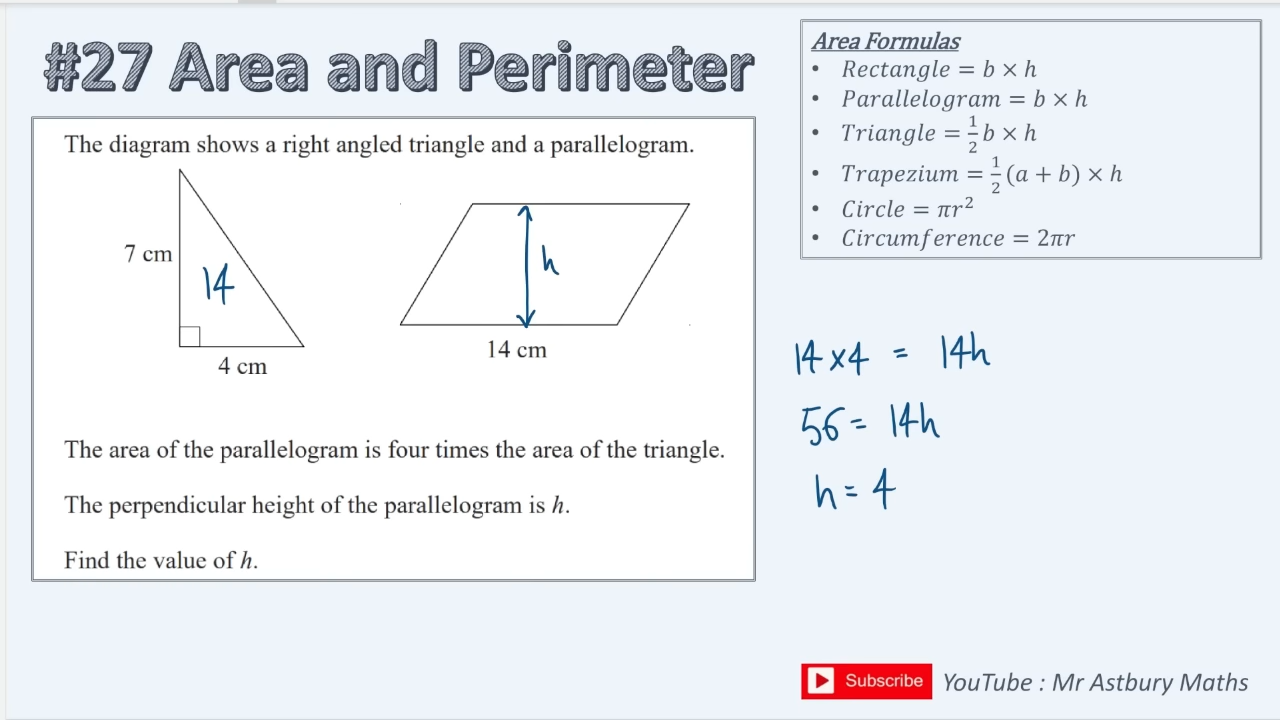 #27 Area and Perimeter
The diagram shows a right angled triangle and a parallelogram.
7 cm
14
4 cm
h
14 cm
The area of the parallelogram is four times the area of the triangle.
The perpendicular height of the parallelogram is h.
Find the value of h.
Area Formulas
• Rectangle = b × h
• Parallelogram = b × h
• Triangle = 1/2 b × h
• Trapezium = 1/2 (a + b) × h
• Circle = πr²
• Circumference = 2πr
14 × 4 = 14h
56 = 14h
h = 4
Subscribe
YouTube : Mr Astbury Maths